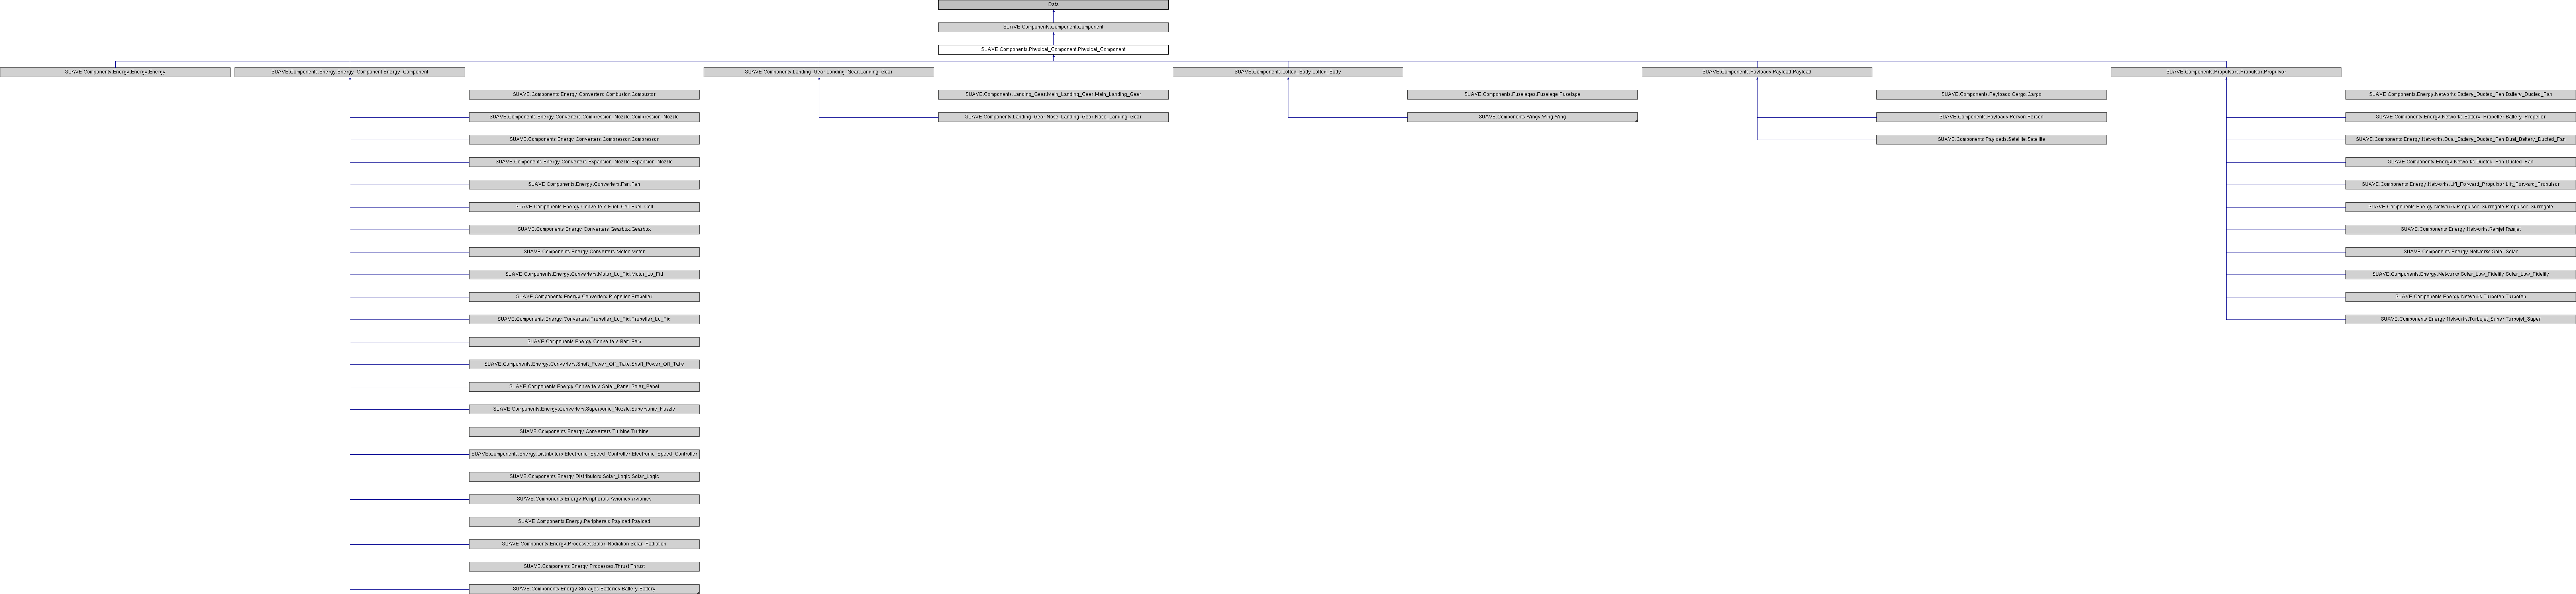 Data
SUAVE.Components.Component.Component
SUAVE.Components.Physical_Component.Physical_Component
SUAVE.Components.Energy.Energy.Energy
SUAVE.Components.Energy.Energy_Component.Energy_Component
SUAVE.Components.Landing_Gear.Landing_Gear.Landing_Gear
SUAVE.Components.Lofted_Body.Lofted_Body
SUAVE.Components.Payloads.Payload.Payload
SUAVE.Components.Propulsors.Propulsor.Propulsor
SUAVE.Components.Energy.Converters.Combustor.Combustor
SUAVE.Components.Energy.Converters.Compression_Nozzle.Compression_Nozzle
SUAVE.Components.Energy.Converters.Compressor.Compressor
SUAVE.Components.Energy.Converters.Expansion_Nozzle.Expansion_Nozzle
SUAVE.Components.Energy.Converters.Fan.Fan
SUAVE.Components.Energy.Converters.Fuel_Cell.Fuel_Cell
SUAVE.Components.Energy.Converters.Gearbox.Gearbox
SUAVE.Components.Energy.Converters.Motor.Motor
SUAVE.Components.Energy.Converters.Motor_Lo_Fid.Motor_Lo_Fid
SUAVE.Components.Energy.Converters.Propeller.Propeller
SUAVE.Components.Energy.Converters.Propeller_Lo_Fid.Propeller_Lo_Fid
SUAVE.Components.Energy.Converters.Ram.Ram
SUAVE.Components.Energy.Converters.Shaft_Power_Off_Take.Shaft_Power_Off_Take
SUAVE.Components.Energy.Converters.Solar_Panel.Solar_Panel
SUAVE.Components.Energy.Converters.Supersonic_Nozzle.Supersonic_Nozzle
SUAVE.Components.Energy.Converters.Turbine.Turbine
SUAVE.Components.Energy.Distributors.Electronic_Speed_Controller.Electronic_Speed_Controller
SUAVE.Components.Energy.Distributors.Solar_Logic.Solar_Logic
SUAVE.Components.Energy.Peripherals.Avionics.Avionics
SUAVE.Components.Energy.Peripherals.Payload.Payload
SUAVE.Components.Energy.Processes.Solar_Radiation.Solar_Radiation
SUAVE.Components.Energy.Processes.Thrust.Thrust
SUAVE.Components.Energy.Storages.Batteries.Battery.Battery
SUAVE.Components.Landing_Gear.Main_Landing_Gear.Main_Landing_Gear
SUAVE.Components.Landing_Gear.Nose_Landing_Gear.Nose_Landing_Gear
SUAVE.Components.Fuselages.Fuselage.Fuselage
SUAVE.Components.Wings.Wing.Wing
SUAVE.Components.Payloads.Cargo.Cargo
SUAVE.Components.Payloads.Person.Person
SUAVE.Components.Payloads.Satellite.Satellite
SUAVE.Components.Energy.Networks.Battery_Ducted_Fan.Battery_Ducted_Fan
SUAVE.Components.Energy.Networks.Battery_Propeller.Battery_Propeller
SUAVE.Components.Energy.Networks.Dual_Battery_Ducted_Fan.Dual_Battery_Ducted_Fan
SUAVE.Components.Energy.Networks.Ducted_Fan.Ducted_Fan
SUAVE.Components.Energy.Networks.Lift_Forward_Propulsor.Lift_Forward_Propulsor
SUAVE.Components.Energy.Networks.Propulsor_Surrogate.Propulsor_Surrogate
SUAVE.Components.Energy.Networks.Ramjet.Ramjet
SUAVE.Components.Energy.Networks.Solar.Solar
SUAVE.Components.Energy.Networks.Solar_Low_Fidelity.Solar_Low_Fidelity
SUAVE.Components.Energy.Networks.Turbofan.Turbofan
SUAVE.Components.Energy.Networks.Turbojet_Super.Turbojet_Super